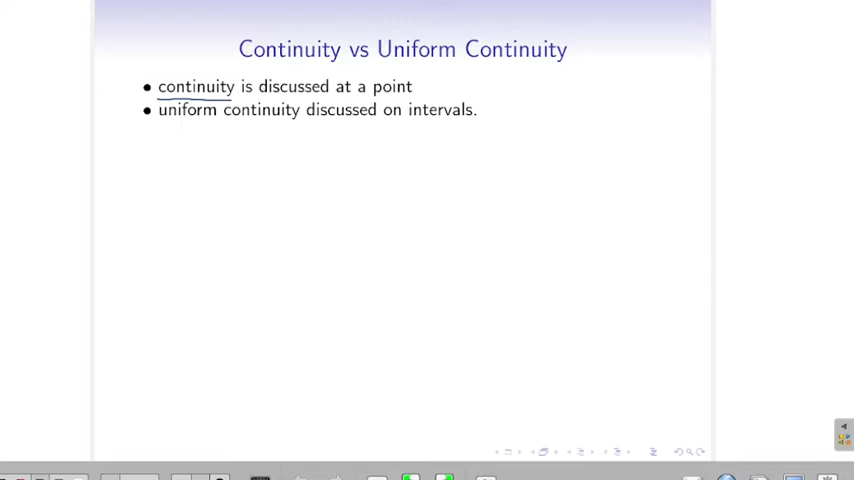 Continuity vs Uniform Continuity
• continuity is discussed at a point
• uniform continuity discussed on intervals.